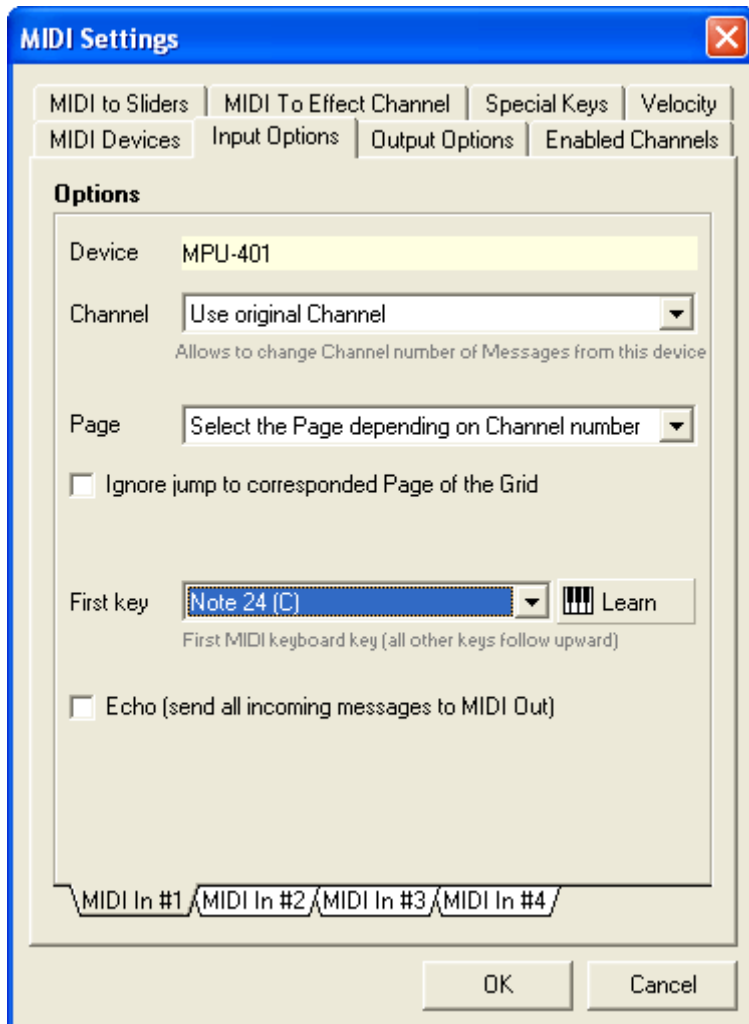 MIDI Settings
MIDI to Sliders
MIDI To Effect Channel
Special Keys
Velocity
MIDI Devices
Input Options
Output Options
Enabled Channels
Options
Device
MPU-401
Channel
Use original Channel
Allows to change Channel number of Messages from this device
Page
Select the Page depending on Channel number
Ignore jump to corresponded Page of the Grid
First key
Note 24 (C)
Learn
First MIDI keyboard key (all other keys follow upward)
Echo (send all incoming messages to MIDI Out)
MIDI In #1
MIDI In #2
MIDI In #3
MIDI In #4
OK
Cancel